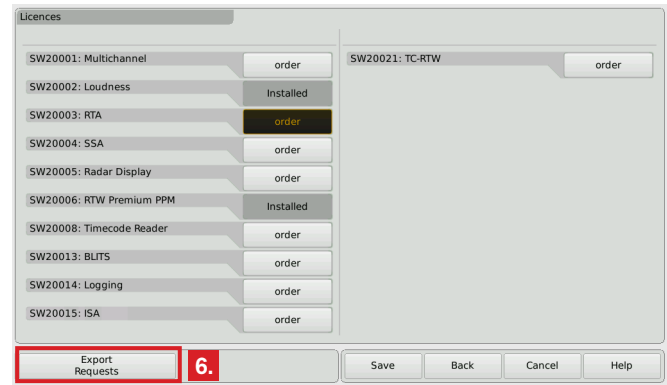 Licences
SW20001: Multichannel order
SW20002: Loudness Installed
SW20003: RTA order
SW20004: SSA order
SW20005: Radar Display order
SW20006: RTW Premium PPM Installed
SW20008: Timecode Reader order
SW20013: BLITS order
SW20014: Logging order
SW20015: ISA order
SW20021: TC-RTW order
Export
Requests
6.
Save Back Cancel Help